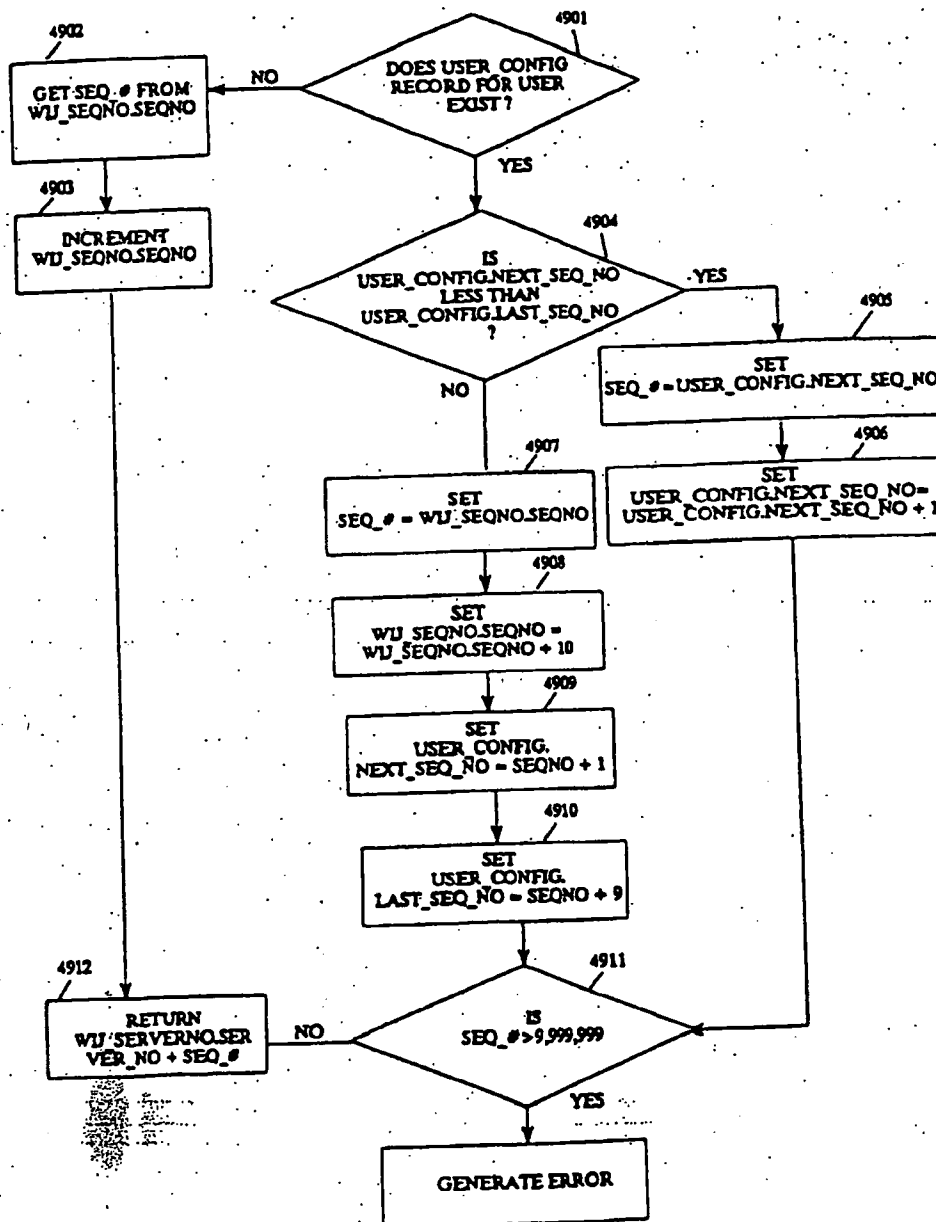 4901
DOES USER_CONFIG
RECORD FOR USER
EXIST ?
NO
YES
4902
GET SEQ # FROM
WIJ_SEQNO.SEQNO
4903
INCREMENT
WIJ_SEQNO.SEQNO
4904
IS
USER_CONFIG.NEXT_SEQ_NO
LESS THAN
USER_CONFIG.LAST_SEQ_NO
?
YES
NO
4905
SET
SEQ_# = USER_CONFIG.NEXT_SEQ_NO
4906
SET
USER_CONFIG.NEXT_SEQ_NO=
USER_CONFIG.NEXT_SEQ_NO + 1
4907
SET
SEQ_# = WIJ_SEQNO.SEQNO
4908
SET
WIJ_SEQNO.SEQNO =
WIJ_SEQNO.SEQNO + 10
4909
SET
USER_CONFIG.
NEXT_SEQ_NO = SEQNO + 1
4910
SET
USER_CONFIG.
LAST_SEQ_NO = SEQNO + 9
4911
IS
SEQ_# > 9,999,999
NO
YES
4912
RETURN
WIJ_SERVERNO.SER
VER_NO + SEQ_#
GENERATE ERROR